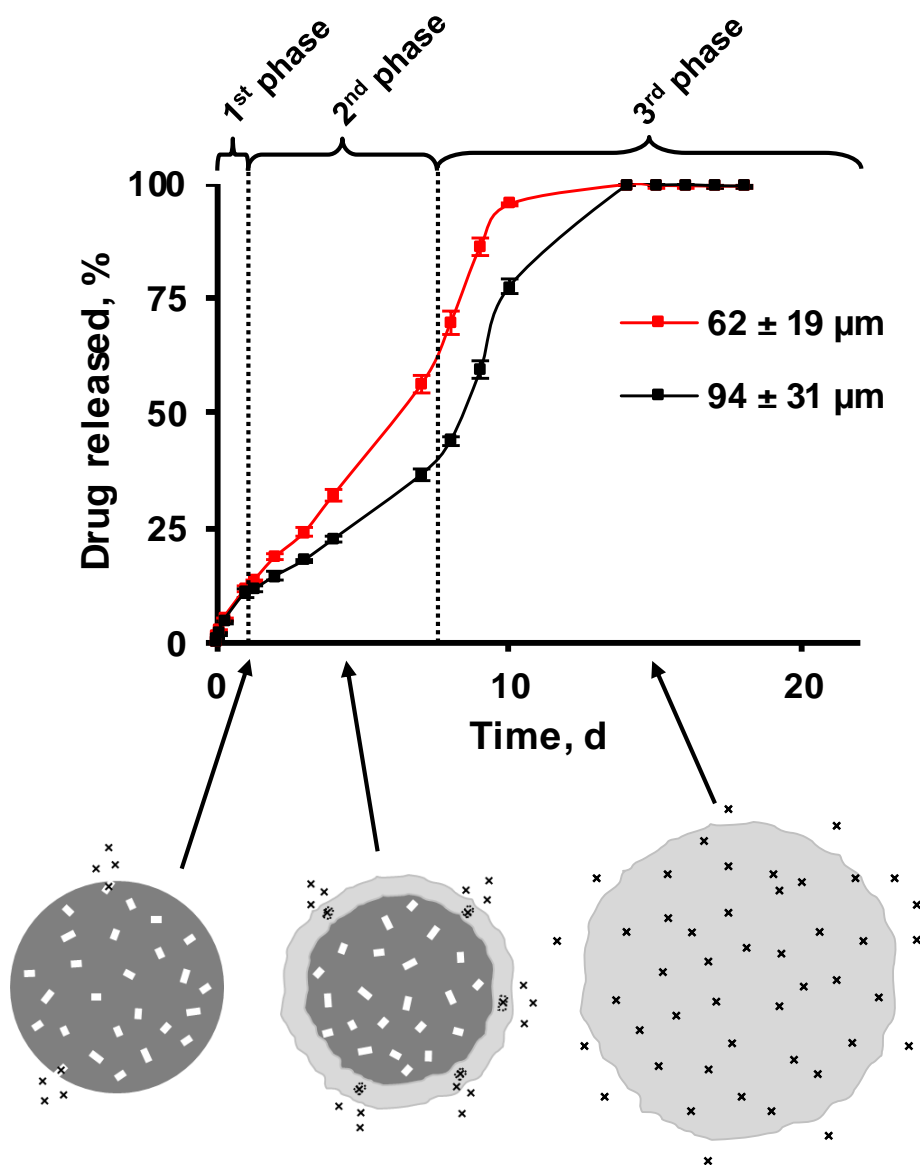 1st phase
2nd phase
3rd phase
100
75
50
25
0
Drug released, %
62 ± 19 µm
94 ± 31 µm
0
10
20
Time, d